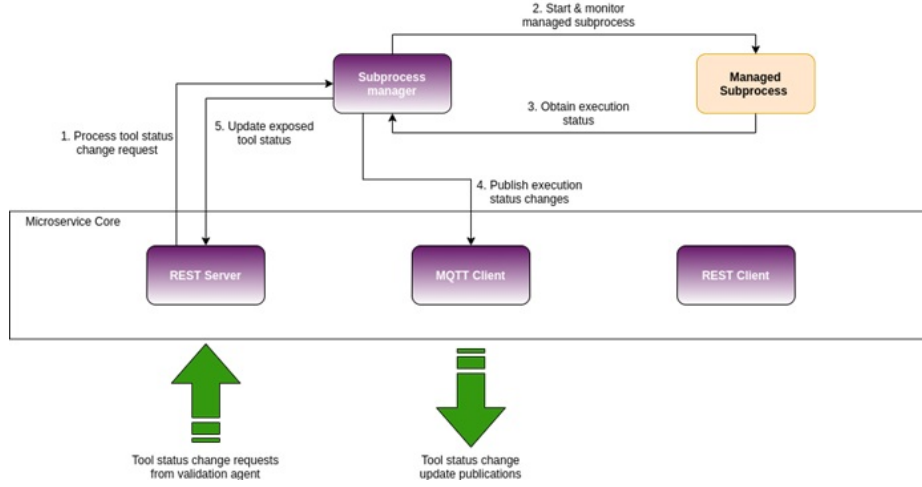 2. Start & monitor
managed subprocess
Subprocess
manager
Managed
Subprocess
3. Obtain execution
status
1. Process tool status
change request
5. Update exposed
tool status
4. Publish execution
status changes
Microservice Core
REST Server
MQTT Client
REST Client
Tool status change requests
from validation agent
Tool status change
update publications